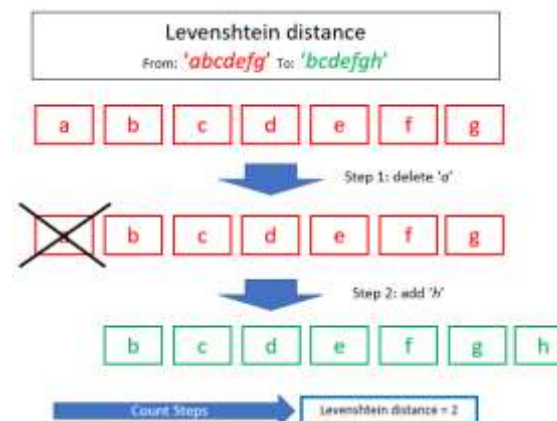 Levenshtein distance
From: 'abcdefg' To: 'bcdefgh'
a b c d e f g
Step 1: delete 'a'
b c d e f g
Step 2: add 'h'
b c d e f g h
Count Steps
Levenshtein distance = 2